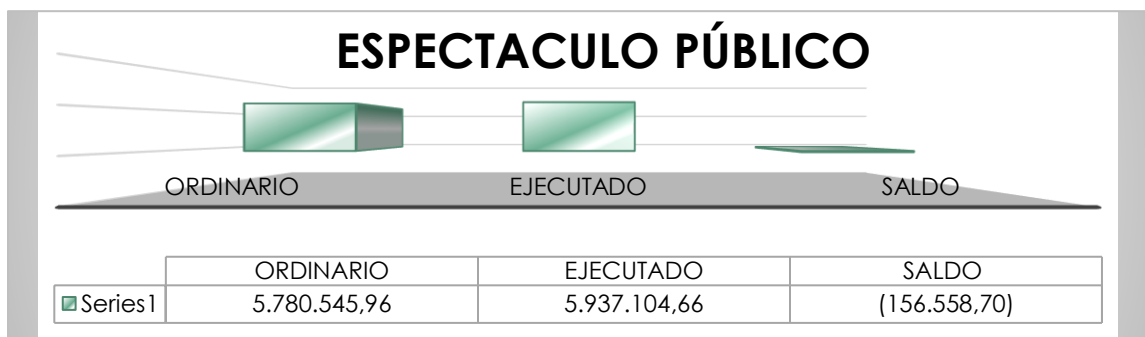 ESPECTACULO PÚBLICO
ORDINARIO EJECUTADO SALDO
ORDINARIO EJECUTADO SALDO
Series1 5.780.545,96 5.937.104,66 (156.558,70)